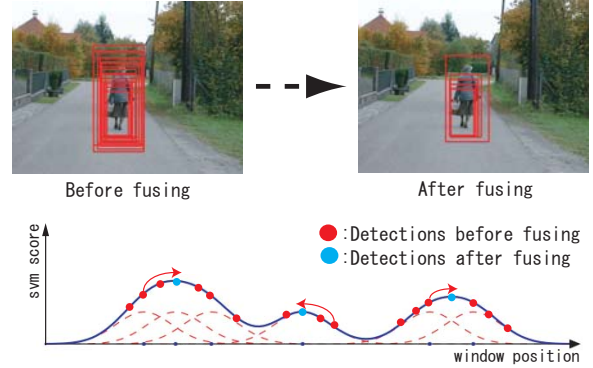 Before fusing
After fusing
:Detections before fusing
:Detections after fusing
svm score
window position